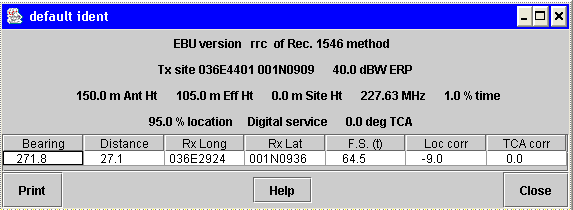 default ident
EBU version rrc of Rec. 1546 method
Tx site 036E4401 001N0909 40.0 dBW ERP
150.0 m Ant Ht 105.0 m Eff Ht 0.0 m Site Ht 227.63 MHz 1.0 % time
95.0 % location Digital service 0.0 deg TCA
Bearing Distance Rx Long Rx Lat F.S. (t) Loc corr TCA corr
271.8 27.1 036E2924 001N0936 64.5 -9.0 0.0
Print Help Close